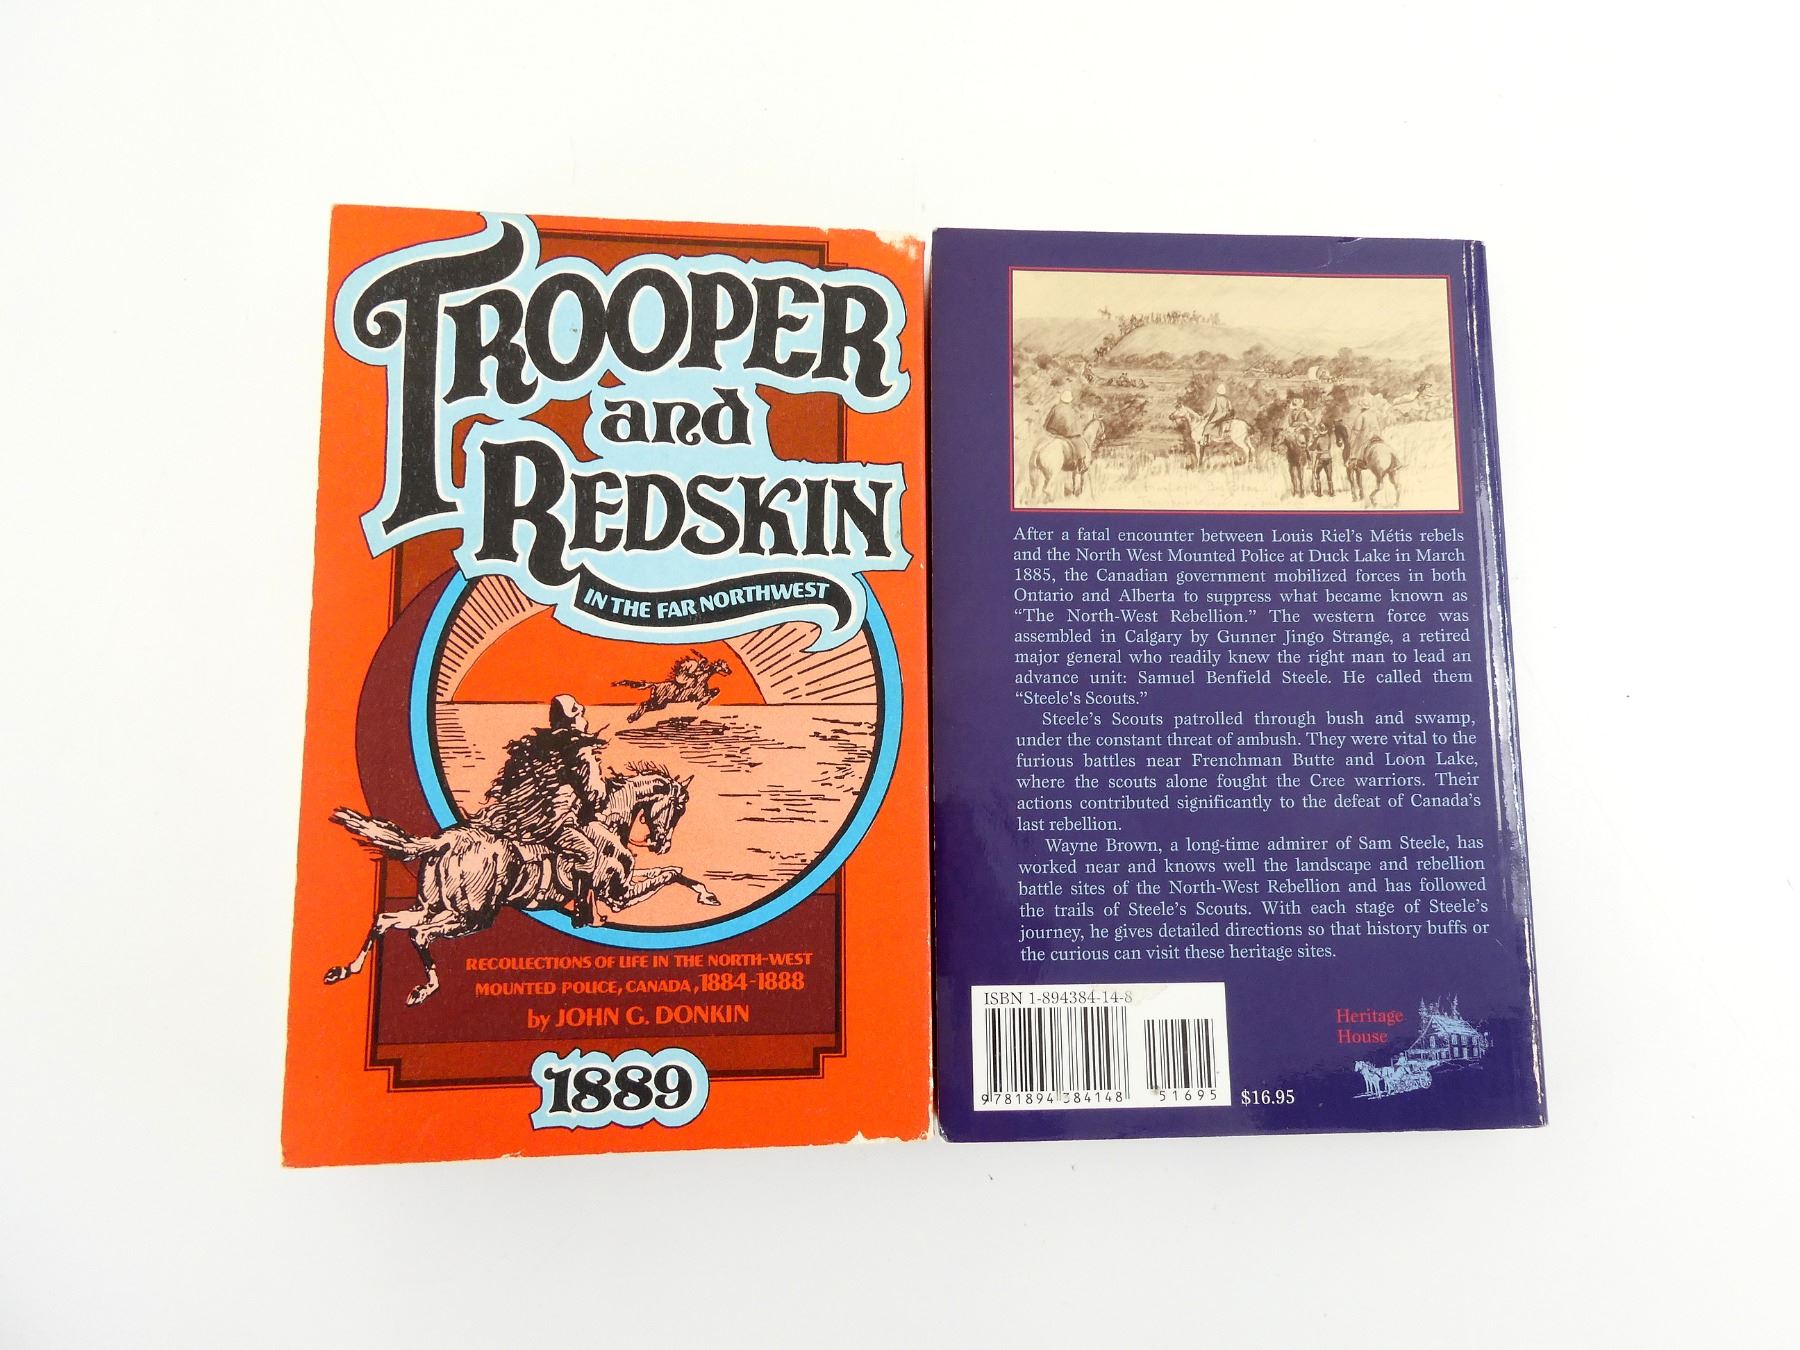 TROOPER
and
REDSKIN
IN THE FAR NORTHWEST
RECOLLECTIONS OF LIFE IN THE NORTH-WEST
MOUNTED POLICE, CANADA, 1884-1888
by JOHN G. DONKIN
1889
After a fatal encounter between Louis Riel's Métis rebels
and the North West Mounted Police at Duck Lake in March
1885, the Canadian government mobilized forces in both
Ontario and Alberta to suppress what became known as
“The North-West Rebellion.” The western force was
assembled in Calgary by Gunner Jingo Strange, a retired
major general who readily knew the right man to lead an
advance unit: Samuel Benfield Steele. He called them
“Steele's Scouts.”
Steele's Scouts patrolled through bush and swamp,
under the constant threat of ambush. They were vital to the
furious battles near Frenchman Butte and Loon Lake,
where the scouts alone fought the Cree warriors. Their
actions contributed significantly to the defeat of Canada's
last rebellion.
Wayne Brown, a long-time admirer of Sam Steele, has
worked near and knows well the landscape and rebellion
battle sites of the North-West Rebellion and has followed
the trails of Steele's Scouts. With each stage of Steele's
journey, he gives detailed directions so that history buffs or
the curious can visit these heritage sites.
ISBN 1-894384-14-8
9 781894 384148
51695
$16.95
Heritage
House